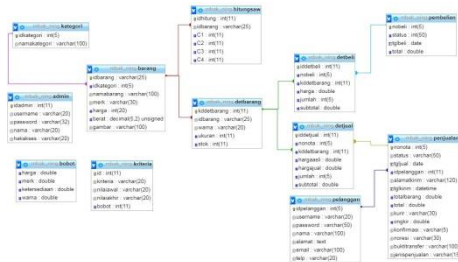 kategori
idkategori : int(5)
namakategori : varchar(100)
barang
idbarang : varchar(25)
idkategori : int(5)
namabarang : varchar(100)
merk : varchar(30)
harga : int(20)
berat : decimal(5,2) unsigned
gambar : varchar(100)
hitungsaw
idhitung : int(11)
idbarang : varchar(25)
C1 : int(11)
C2 : int(11)
C3 : int(11)
C4 : int(11)
detbarang
iddetbarang : int(11)
idbarang : varchar(25)
warna : varchar(20)
ukuran : int(11)
stok : int(11)
detbeli
iddetbeli : int(11)
nobeli : int(5)
iddetbarang : int(11)
harga : double
jumlah : int(5)
subtotal : double
pembelian
nobeli : int(5)
status : int(50)
tglbeli : date
total : double
admin
idadmin : int(11)
username : varchar(20)
password : varchar(32)
nama : varchar(20)
hakakses : varchar(20)
bobot
harga : double
merk : double
ketersediaan : double
warna : double
kriteria
id : int(11)
kriteria : varchar(20)
nilaiawal : varchar(20)
nilaiakhir : varchar(20)
bobot : int(11)
detjual
iddetjual : int(11)
nonota : int(5)
iddetbarang : int(11)
hargaasli : double
hargajual : double
jumlah : int(5)
subtotal : double
penjualan
nonota : int(5)
status : varchar(50)
tgljual : date
idpelanggan : int(11)
alamatkirim : varchar(120)
tglkirim : datetime
totalbarang : double
total : double
kurir : varchar(30)
ongkir : double
konfirmasi : varchar(5)
noresi : varchar(30)
buktitransfer : varchar(100)
jenispenjualan : varchar(15
pelanggan
idpelanggan : int(5)
username : varchar(20)
password : varchar(50)
nama : varchar(100)
alamat : text
email : varchar(100)
telp : varchar(20)